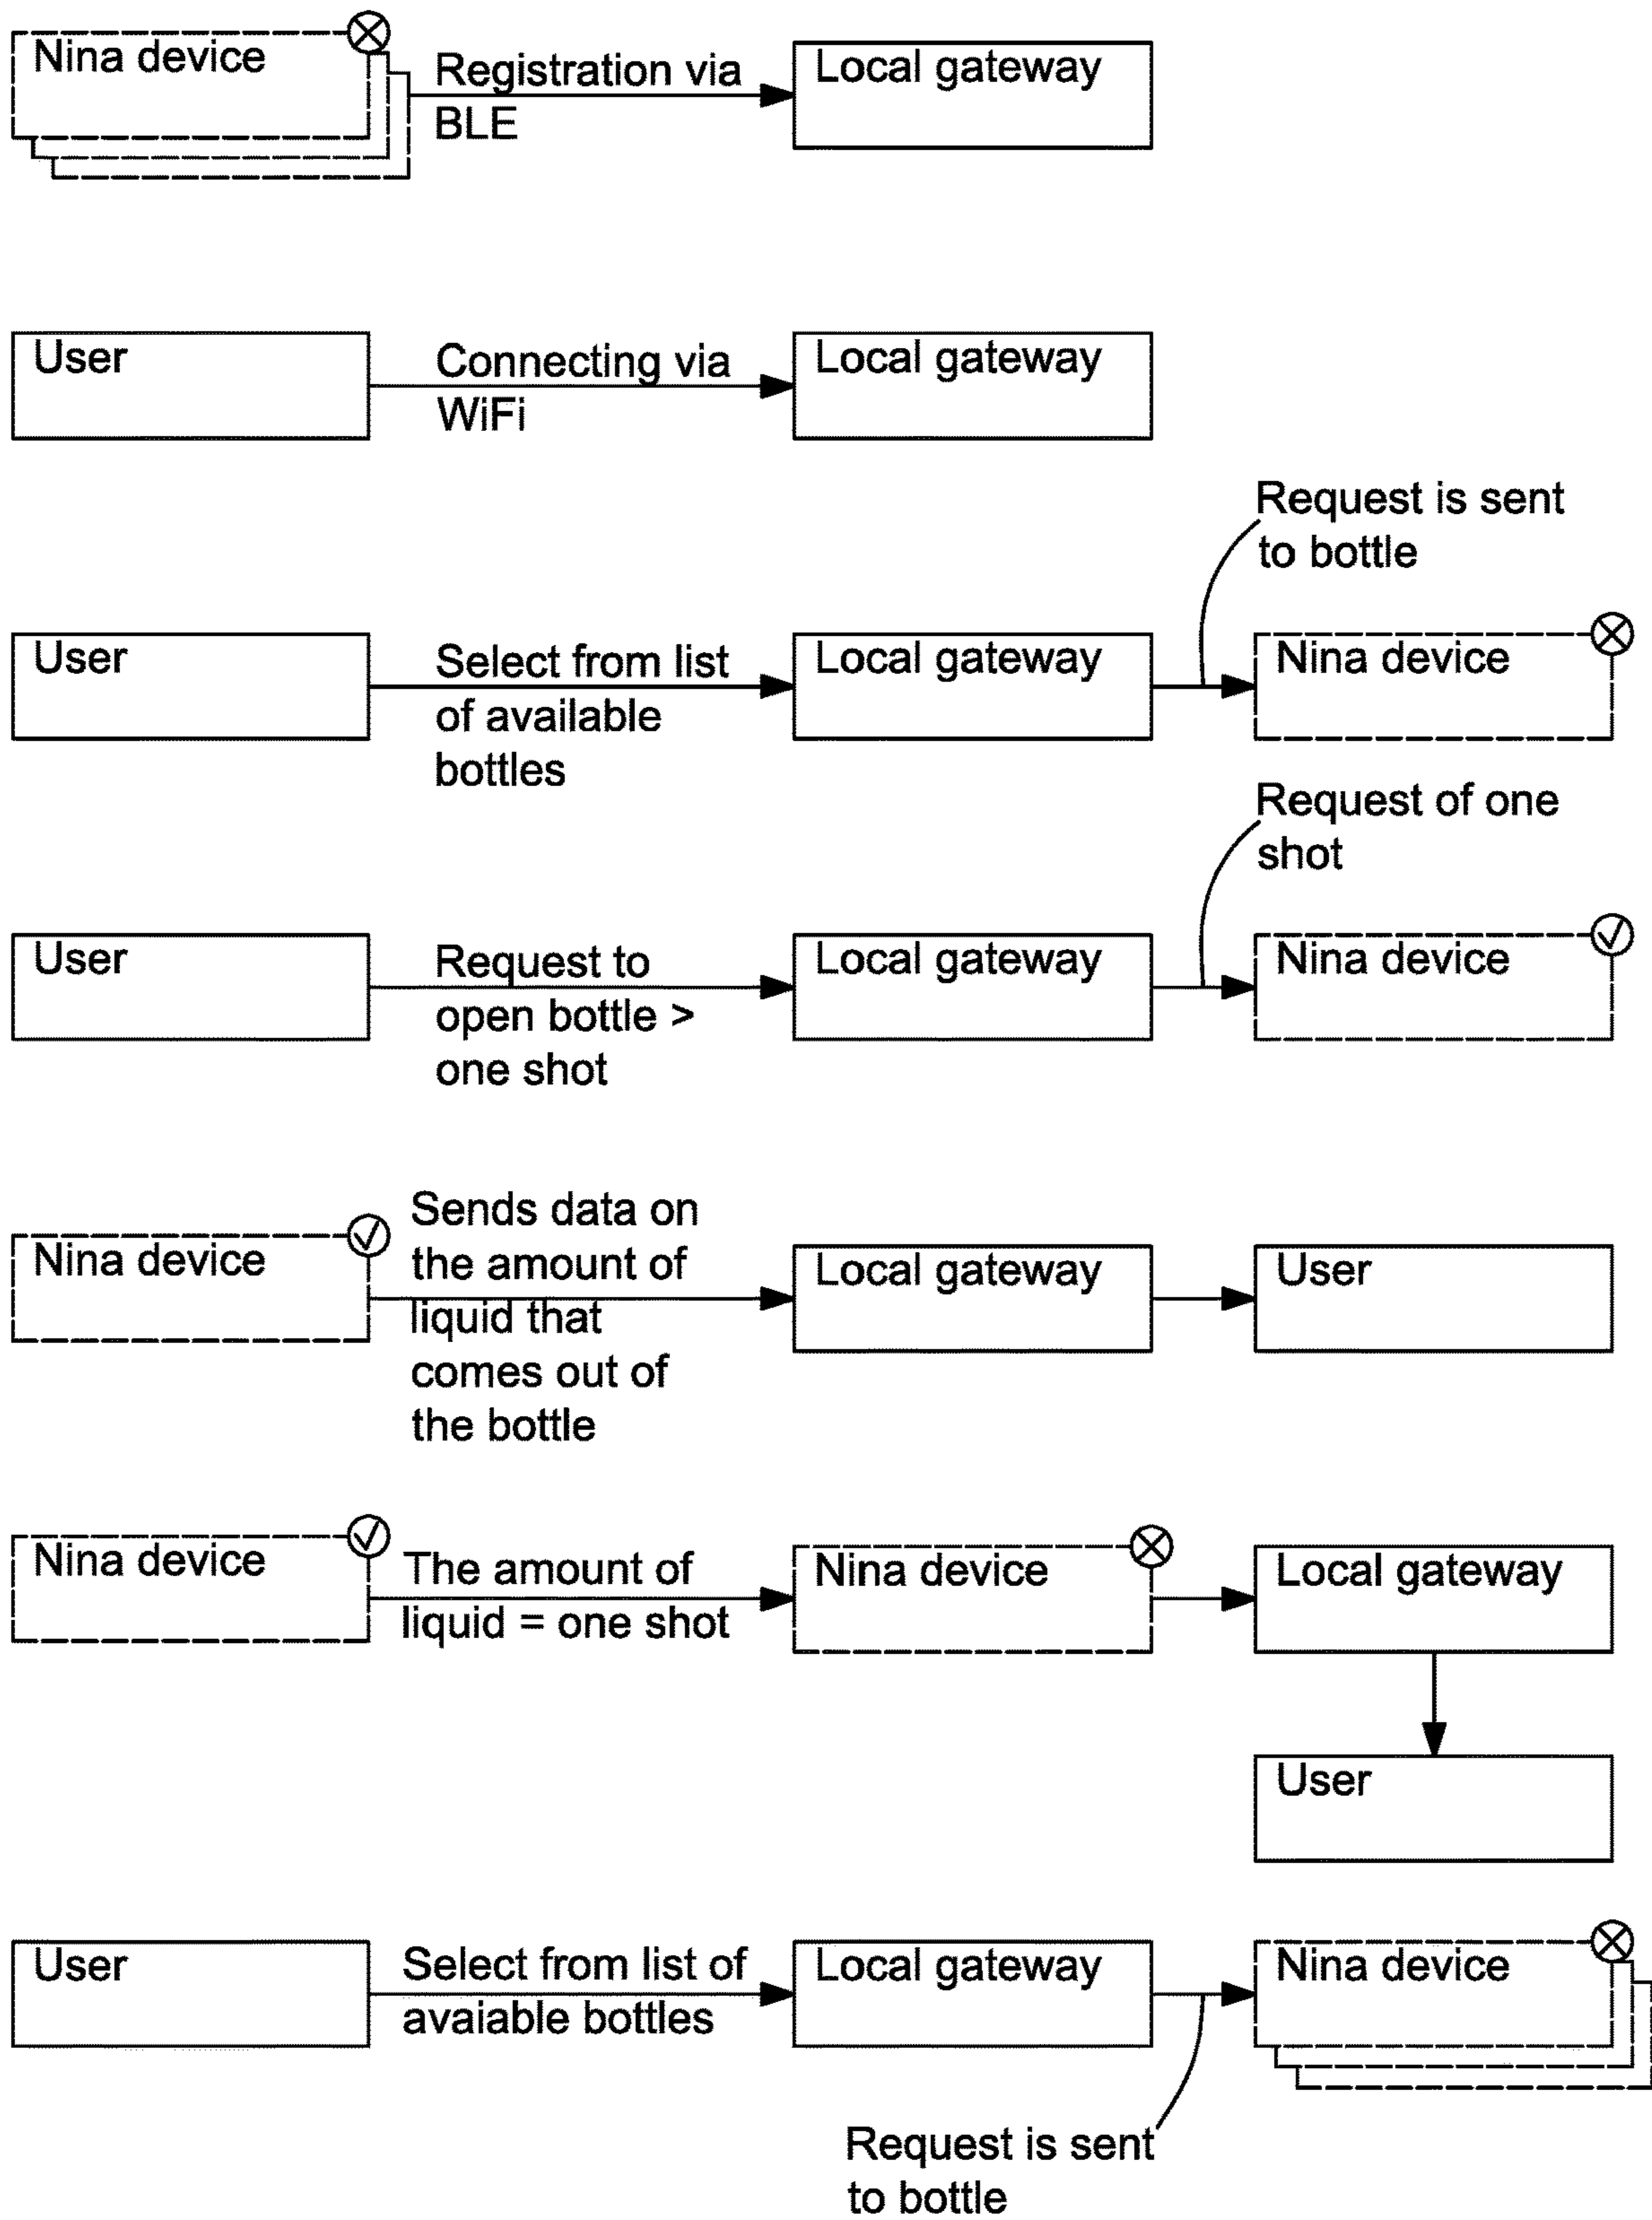 Nina device
Registration via
BLE
Local gateway
User
Connecting via
WiFi
Local gateway
Request is sent
to bottle
User
Select from list
of available
bottles
Local gateway
Nina device
Request of one
shot
User
Request to
open bottle >
one shot
Local gateway
Nina device
Nina device
Sends data on
the amount of
liquid that
comes out of
the bottle
Local gateway
User
Nina device
The amount of
liquid = one shot
Nina device
Local gateway
User
User
Select from list of
avaiable bottles
Local gateway
Nina device
Request is sent
to bottle